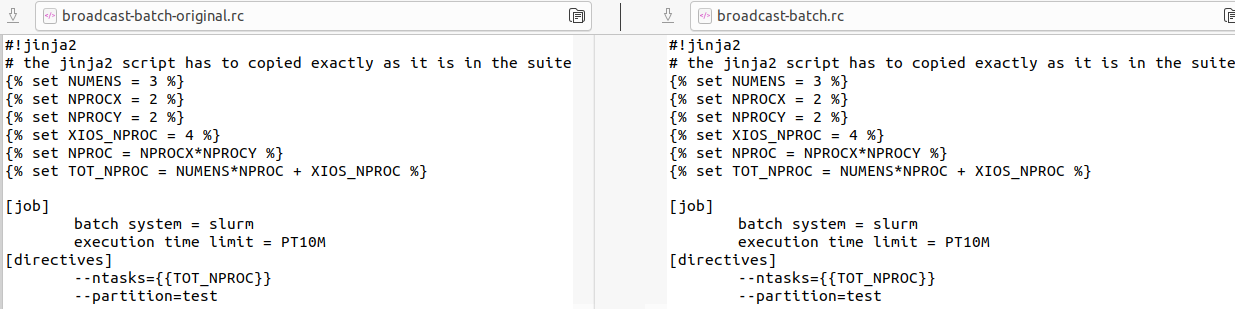 broadcast-batch-original.rc
#!jinja2
# the jinja2 script has to copied exactly as it is in the suite
{% set NUMENS = 3 %}
{% set NPROCX = 2 %}
{% set NPROCY = 2 %}
{% set XIOS_NPROC = 4 %}
{% set NPROC = NPROCX*NPROCY %}
{% set TOT_NPROC = NUMENS*NPROC + XIOS_NPROC %}
[job]
batch system = slurm
execution time limit = PT10M
[directives]
--ntasks={{TOT_NPROC}}
--partition=test
broadcast-batch.rc
#!jinja2
# the jinja2 script has to copied exactly as it is in the suite
{% set NUMENS = 3 %}
{% set NPROCX = 2 %}
{% set NPROCY = 2 %}
{% set XIOS_NPROC = 4 %}
{% set NPROC = NPROCX*NPROCY %}
{% set TOT_NPROC = NUMENS*NPROC + XIOS_NPROC %}
[job]
batch system = slurm
execution time limit = PT10M
[directives]
--ntasks={{TOT_NPROC}}
--partition=test